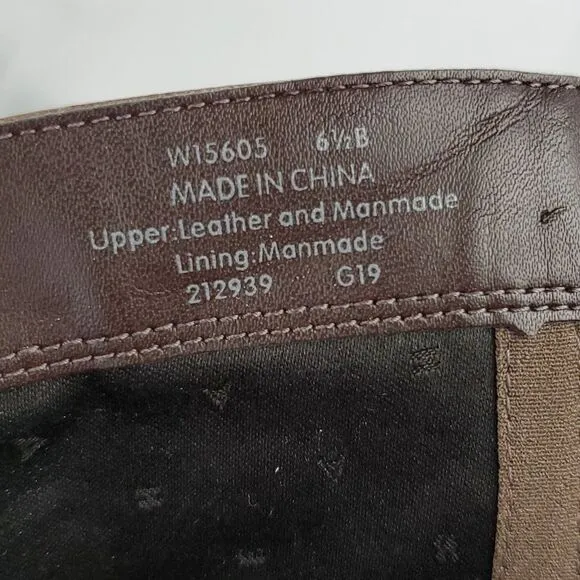 W15605 6½B
MADE IN CHINA
Upper:Leather and Manmade
Lining:Manmade
212939 G19